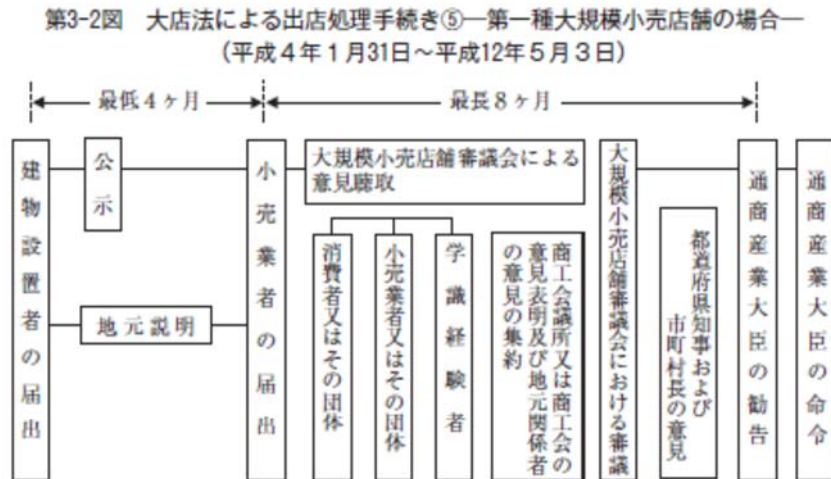 第3-2図　大店法による出店処理手続き⑤―第一種大規模小売店舗の場合―
（平成４年１月31日～平成12年５月３日）
最低４ヶ月
最長８ヶ月
建物設置者の届出
公示
地元説明
小売業者の届出
大規模小売店舗審議会による
意見聴取
消費者又はその団体
小売業者又はその団体
学識経験者
商工会議所又は商工会の
意見表明及び地元関係者
の意見の集約
大規模小売店舗審議会における審議
都道府県知事および
市町村長の意見
通商産業大臣の勧告
通商産業大臣の命令